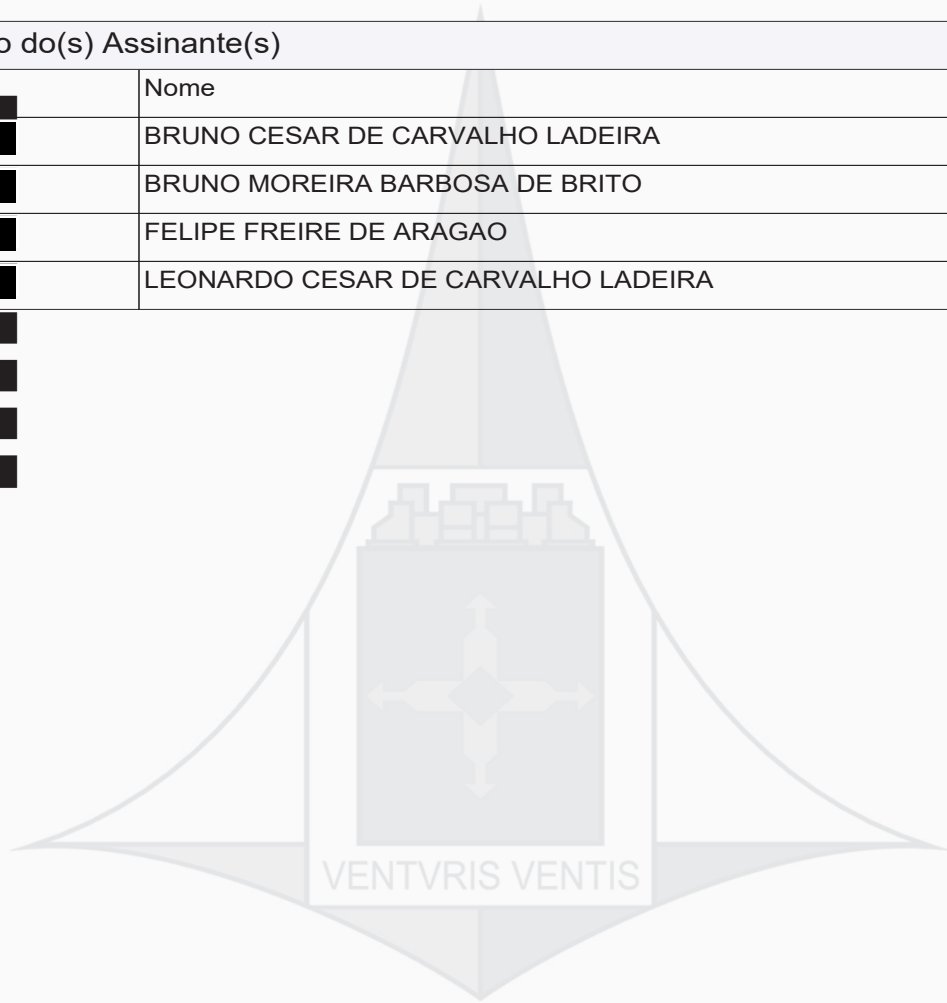 o do(s) Assinante(s)
Nome
BRUNO CESAR DE CARVALHO LADEIRA
BRUNO MOREIRA BARBOSA DE BRITO
FELIPE FREIRE DE ARAGAO
LEONARDO CESAR DE CARVALHO LADEIRA
VENTVRIS VENTIS